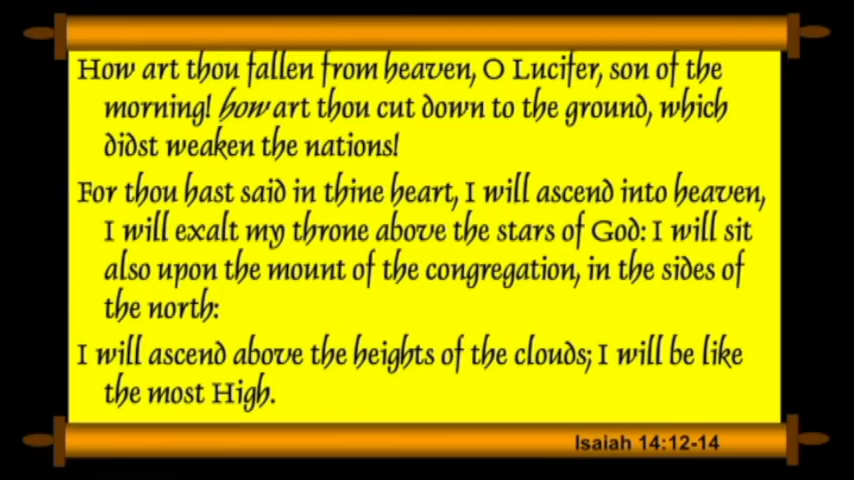 How art thou fallen from heaven, O Lucifer, son of the
morning! how art thou cut down to the ground, which
didst weaken the nations!
For thou hast said in thine heart, I will ascend into heaven,
I will exalt my throne above the stars of God: I will sit
also upon the mount of the congregation, in the sides of
the north:
I will ascend above the heights of the clouds; I will be like
the most High.
Isaiah 14:12-14